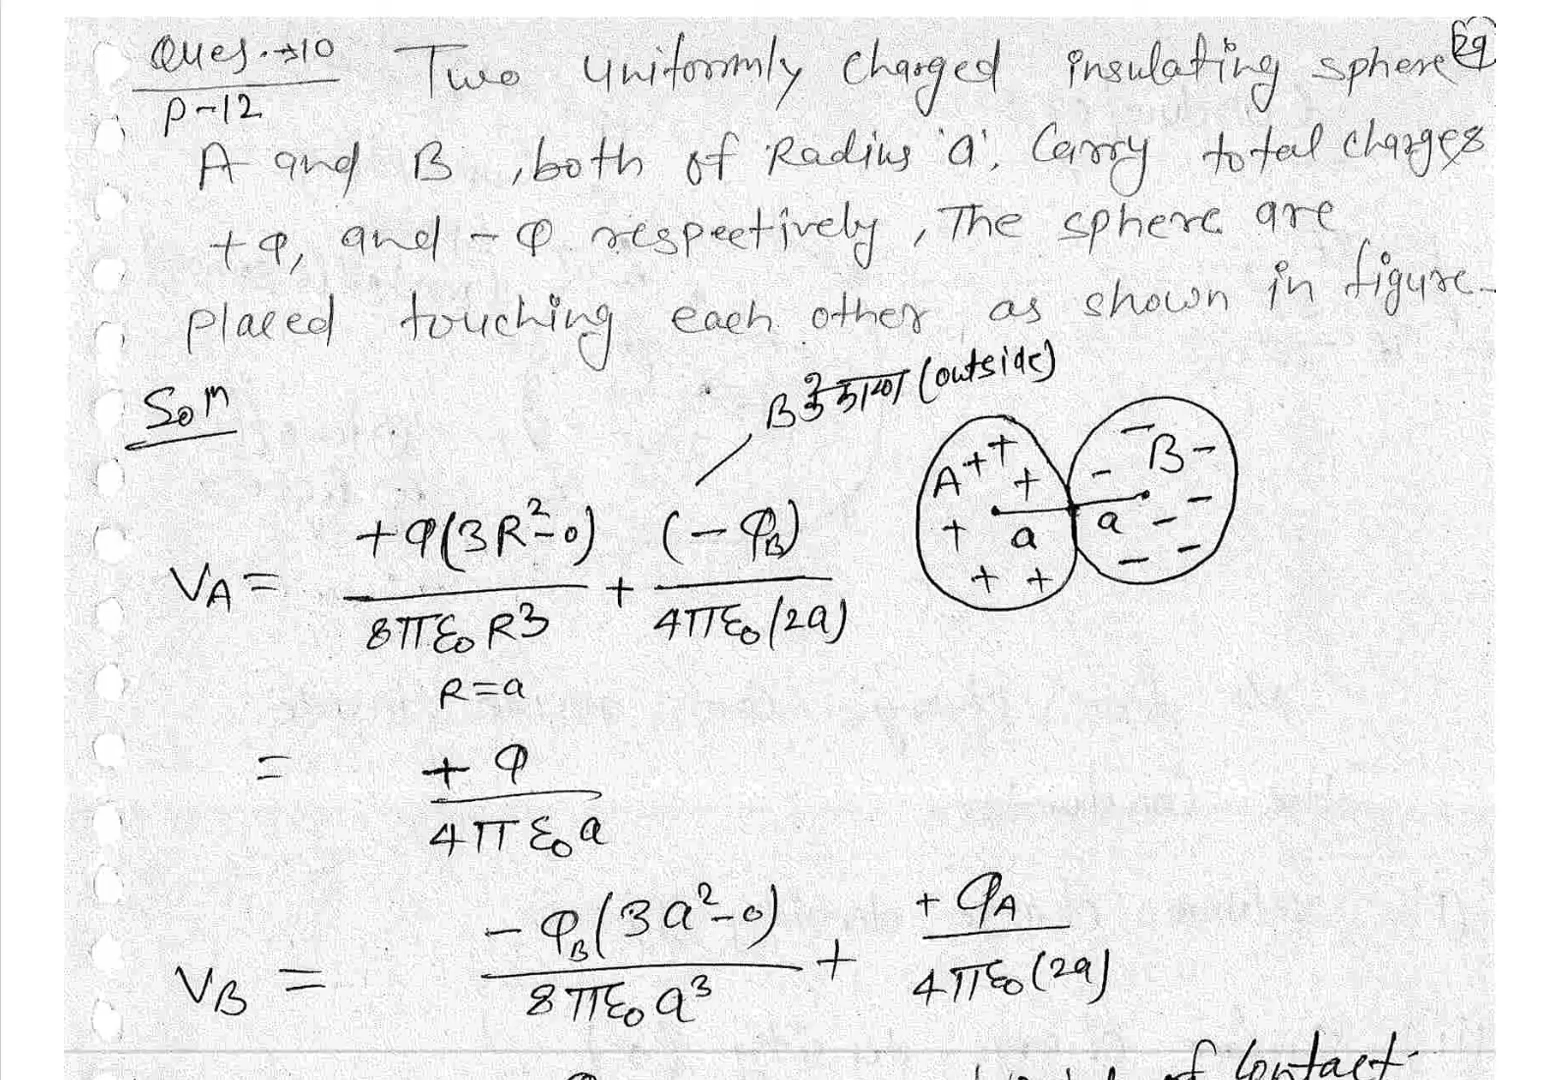 Ques.→10 Two uniformly charged insulating sphere 29
P-12
A and B, both of Radius 'a', Carry total charges
+Q, and -Q respectively, The sphere are
placed touching each other as shown in figure.
Soln
B के कारण (outside)
A + + + + + +
B - - - - - -
a a
VA = +Q(3R²-0) / 8πε₀R³ + (-QB) / 4πε₀(2a)
R=a
= +Q / 4πε₀a
VB = -QB(3a²-0) / 8πε₀a³ + +QA / 4πε₀(2a)
of Contact